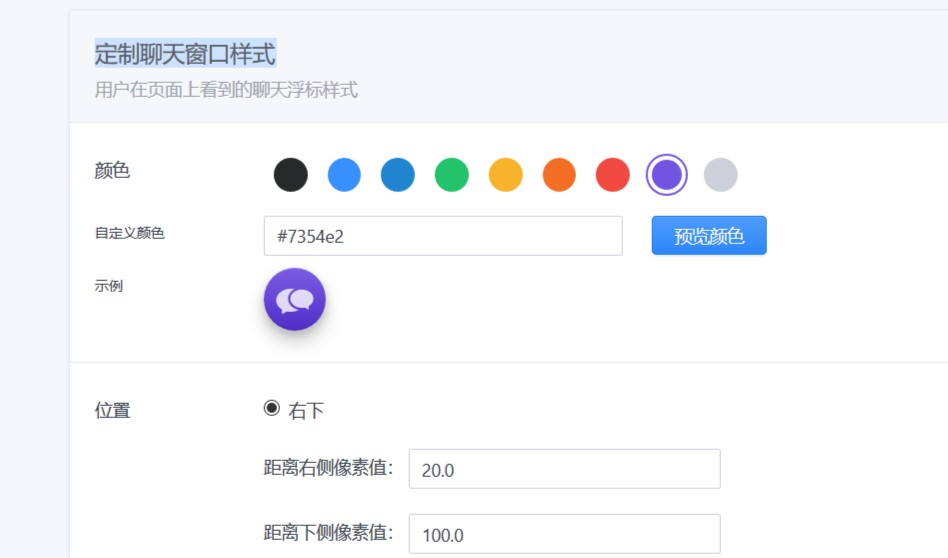 定制聊天窗口样式
用户在页面上看到的聊天浮标样式
颜色
自定义颜色 #7354e2 预览颜色
示例
位置 右下
距离右侧像素值： 20.0
距离下侧像素值： 100.0